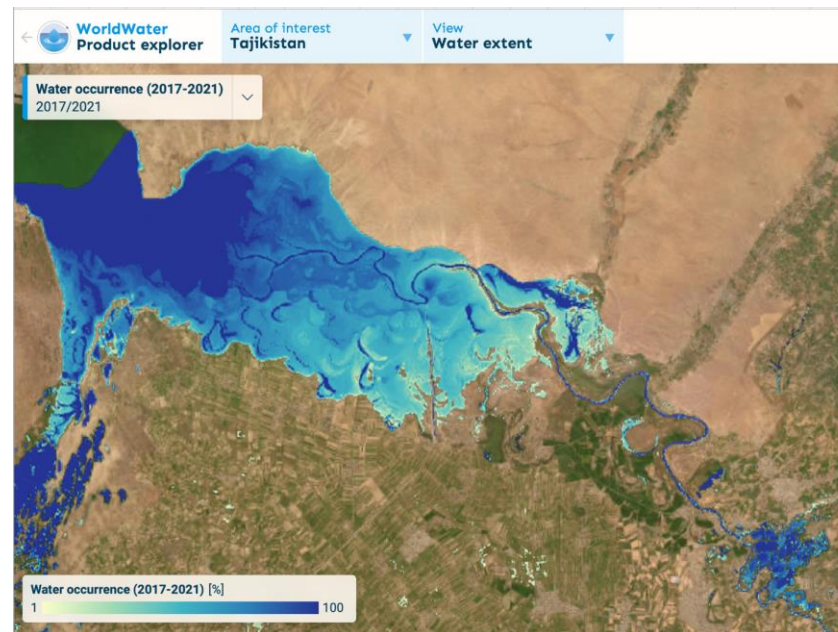 WorldWater
Product explorer
Area of interest
Tajikistan
View
Water extent
Water occurrence (2017-2021)
2017/2021
Water occurrence (2017-2021) [%]
1 100